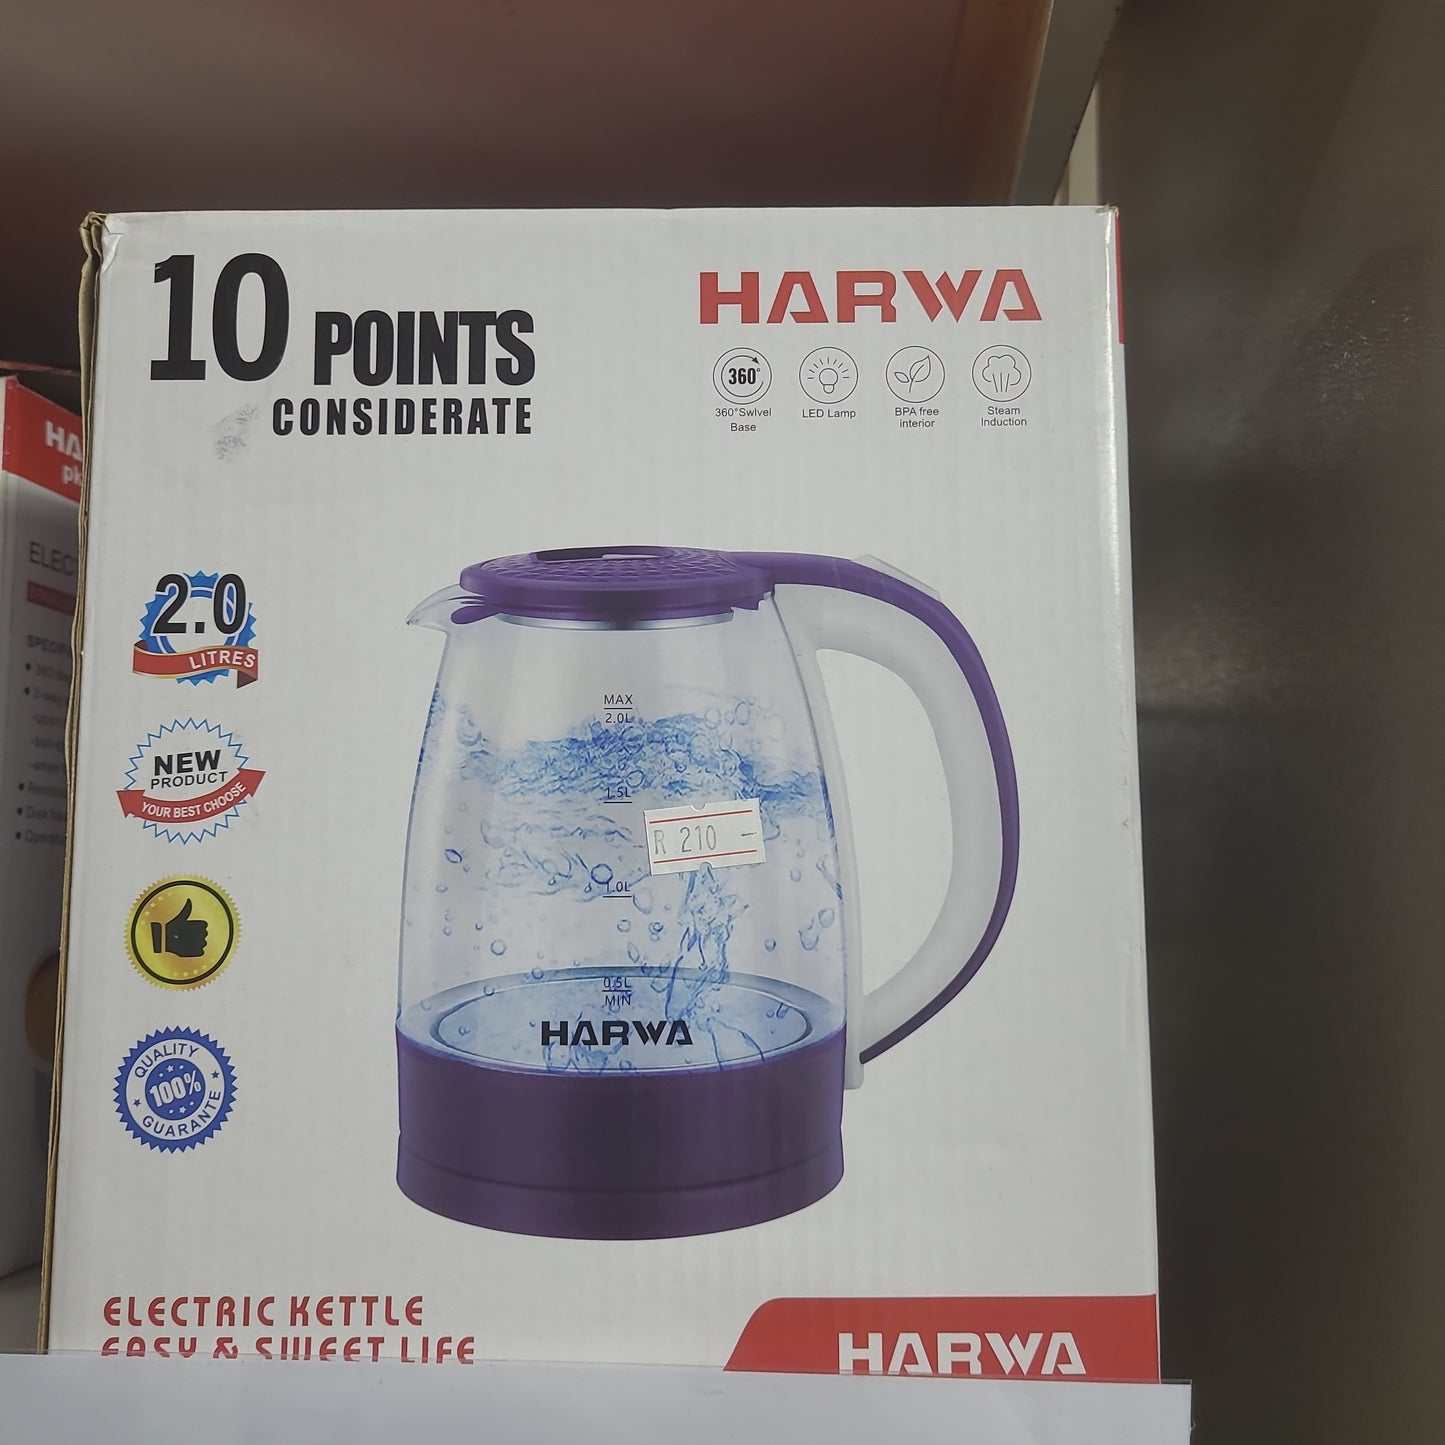 10 POINTS
CONSIDERATE
HARWA
360°
360°Swivel
Base
LED Lamp
BPA free
interior
Steam
Induction
2.0
LITRES
NEW
PRODUCT
YOUR BEST CHOOSE
QUALITY
100%
GUARANTE
MAX
2.0L
1.5L
R 210 -
1.0L
0.5L
MIN
HARWA
ELECTRIC KETTLE
EASY & SWEET LIFE
HARWA